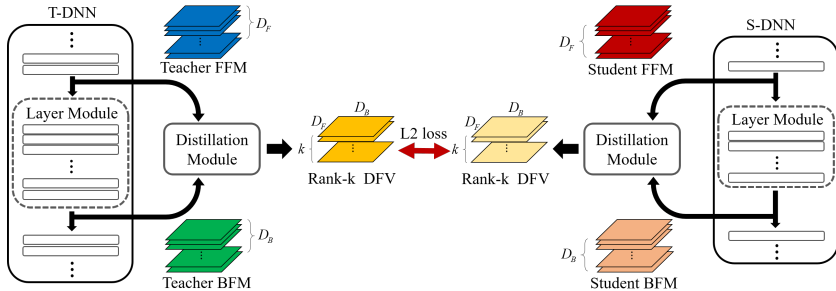 T-DNN
D_F
Teacher FFM
Layer Module
Distillation
Module
D_B
Teacher BFM
D_F
D_B
k
Rank-k DFV
L2 loss
D_F
D_B
k
Rank-k DFV
D_F
Student FFM
Distillation
Module
D_B
Student BFM
S-DNN
Layer Module